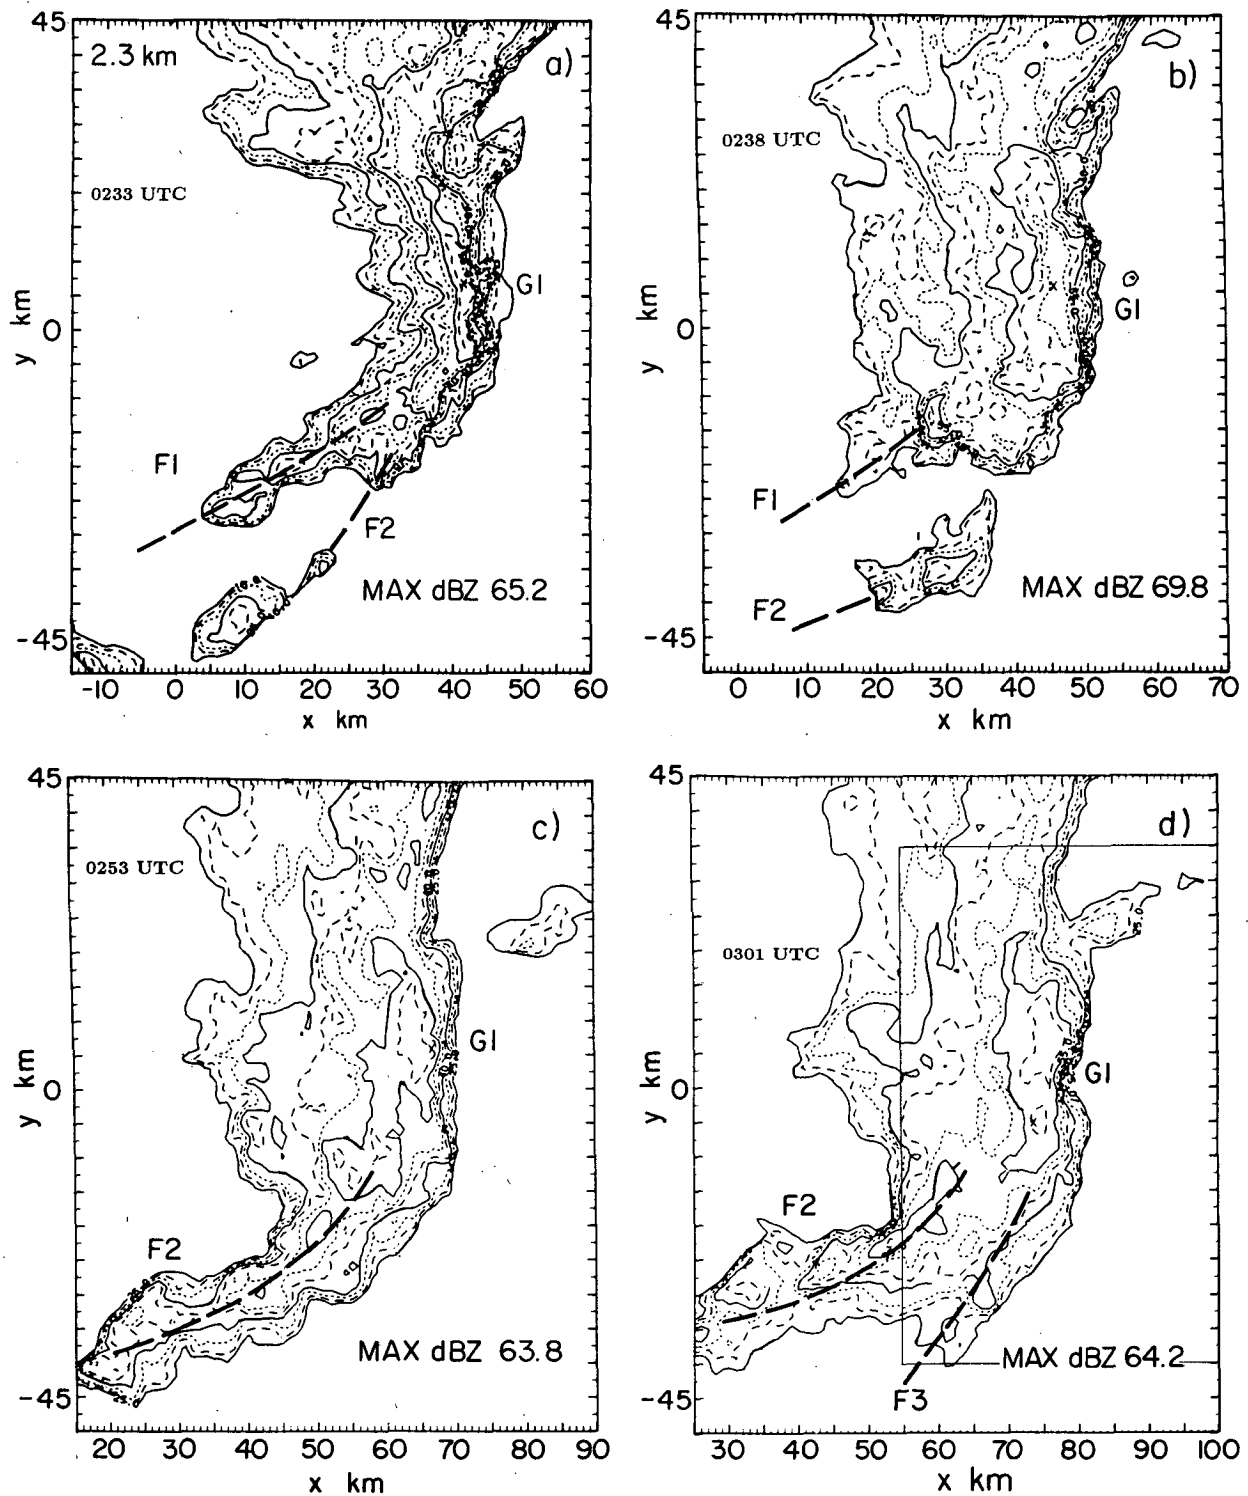 45
2.3 km
a)
0233 UTC
G1
y km
0
F1
F2
MAX dBZ 65.2
-45
-10 0 10 20 30 40 50 60
x km
45
b)
0238 UTC
G1
y km
0
F1
F2
MAX dBZ 69.8
-45
0 10 20 30 40 50 60 70
x km
45
c)
0253 UTC
G1
y km
0
F2
MAX dBZ 63.8
-45
20 30 40 50 60 70 80 90
x km
45
d)
0301 UTC
G1
y km
0
F2
MAX dBZ 64.2
F3
-45
30 40 50 60 70 80 90 100
x km